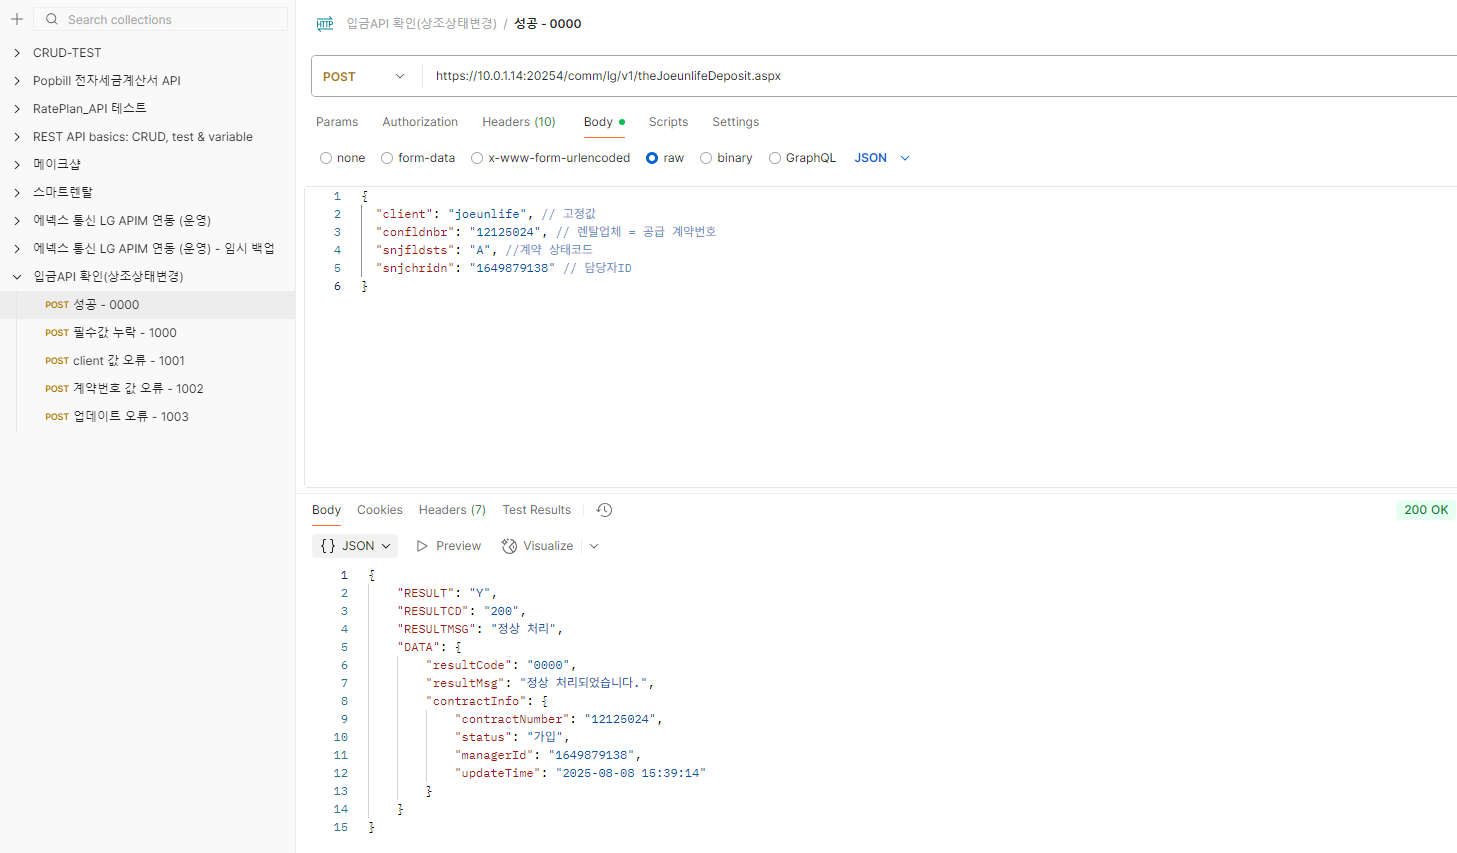 Search collections
CRUD-TEST
Popbill 전자세금계산서 API
RatePlan_API 테스트
REST API basics: CRUD, test & variable
메이크샵
스마트렌탈
에넥스 통신 LG APIM 연동 (운영)
에넥스 통신 LG APIM 연동 (운영) - 임시 백업
입금API 확인(상조상태변경)
POST 성공 - 0000
POST 필수값 누락 - 1000
POST client 값 오류 - 1001
POST 계약번호 값 오류 - 1002
POST 업데이트 오류 - 1003
HTTP 입금API 확인(상조상태변경) / 성공 - 0000
POST https://10.0.1.14:20254/comm/lg/v1/theJoeunlifeDeposit.aspx
Params Authorization Headers (10) Body Scripts Settings
none form-data x-www-form-urlencoded raw binary GraphQL JSON
1 {
2 "client": "joeunlife", // 고정값
3 "confldnbr": "12125024", // 렌탈업체 = 공급 계약번호
4 "snjfldsts": "A", //계약 상태코드
5 "snjchridn": "1649879138" // 담당자ID
6 }
Body Cookies Headers (7) Test Results 200 OK
{} JSON Preview Visualize
1 {
2 "RESULT": "Y",
3 "RESULTCD": "200",
4 "RESULTMSG": "정상 처리",
5 "DATA": {
6 "resultCode": "0000",
7 "resultMsg": "정상 처리되었습니다.",
8 "contractInfo": {
9 "contractNumber": "12125024",
10 "status": "가입",
11 "managerId": "1649879138",
12 "updateTime": "2025-08-08 15:39:14"
13 }
14 }
15 }